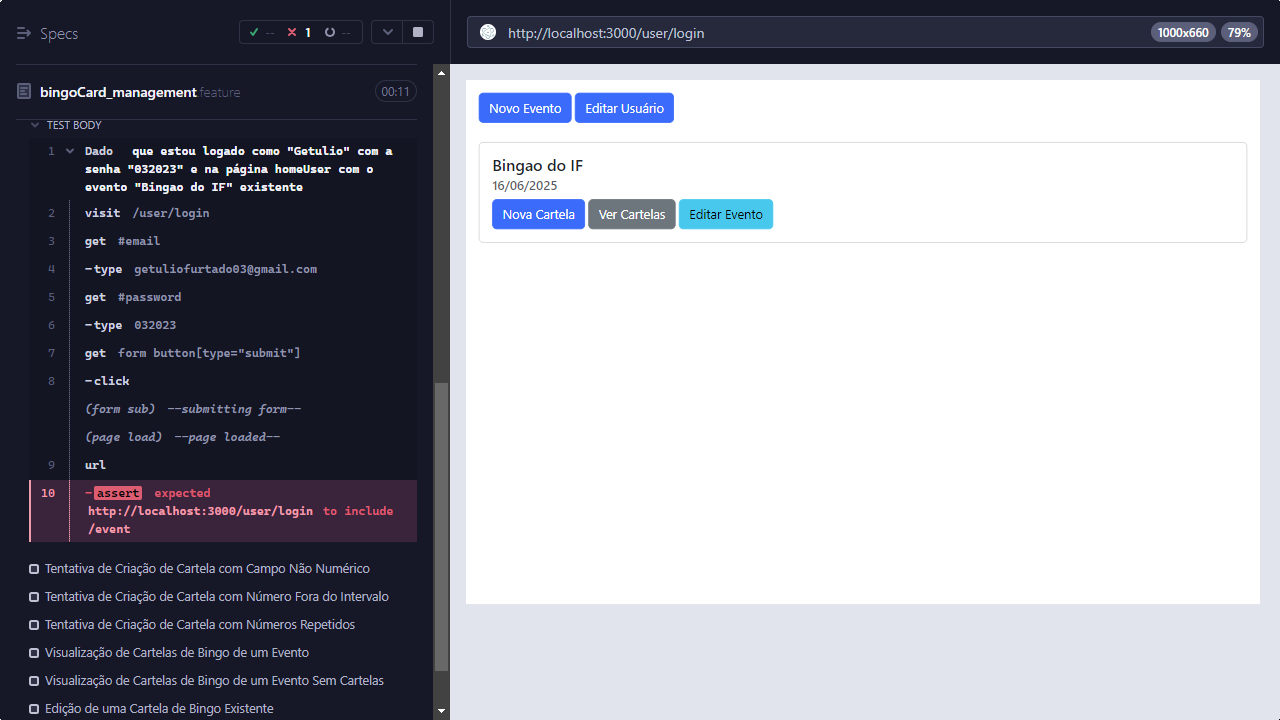 Specs
-- 1 --
http://localhost:3000/user/login
1000x660
79%
bingoCard_management.feature
00:11
TEST BODY
1 Dado que estou logado como "Getulio" com a
senha "032023" e na página homeUser com o
evento "Bingao do IF" existente
2 visit /user/login
3 get #email
4 -type getuliofurtado03@gmail.com
5 get #password
6 -type 032023
7 get form button[type="submit"]
8 -click
(form sub) --submitting form--
(page load) --page loaded--
9 url
10 -assert expected
http://localhost:3000/user/login to include
/event
Tentativa de Criação de Cartela com Campo Não Numérico
Tentativa de Criação de Cartela com Número Fora do Intervalo
Tentativa de Criação de Cartela com Números Repetidos
Visualização de Cartelas de Bingo de um Evento
Visualização de Cartelas de Bingo de um Evento Sem Cartelas
Edição de uma Cartela de Bingo Existente
Novo Evento Editar Usuário
Bingao do IF
16/06/2025
Nova Cartela Ver Cartelas Editar Evento